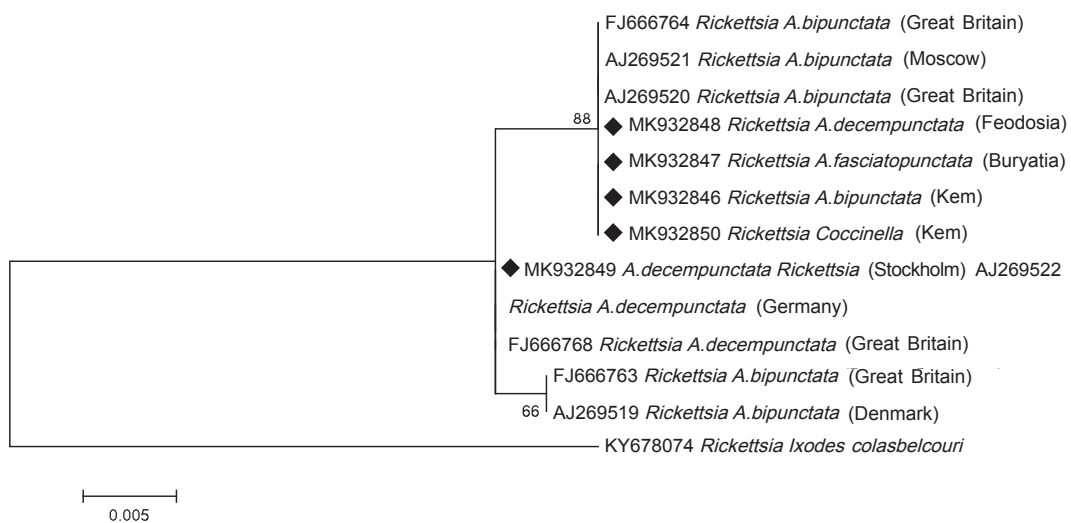 FJ666764 Rickettsia A.bipunctata (Great Britain)
AJ269521 Rickettsia A.bipunctata (Moscow)
AJ269520 Rickettsia A.bipunctata (Great Britain)
88
MK932848 Rickettsia A.decempunctata (Feodosia)
MK932847 Rickettsia A.fasciatopunctata (Buryatia)
MK932846 Rickettsia A.bipunctata (Kem)
MK932850 Rickettsia Coccinella (Kem)
MK932849 A.decempunctata Rickettsia (Stockholm) AJ269522
Rickettsia A.decempunctata (Germany)
FJ666768 Rickettsia A.decempunctata (Great Britain)
FJ666763 Rickettsia A.bipunctata (Great Britain)
66
AJ269519 Rickettsia A.bipunctata (Denmark)
KY678074 Rickettsia Ixodes colasbelcouri
0.005